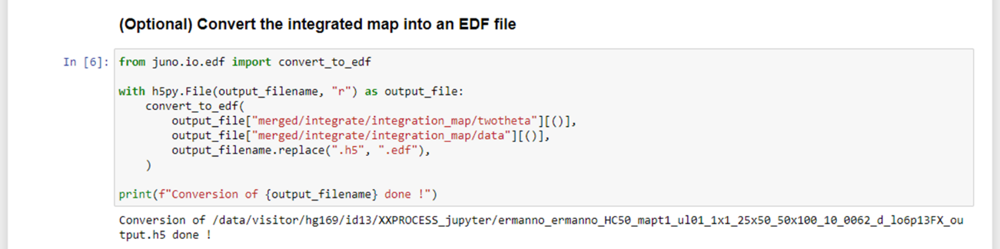 (Optional) Convert the integrated map into an EDF file
In [6]: from juno.io.edf import convert_to_edf
with h5py.File(output_filename, "r") as output_file:
    convert_to_edf(
        output_file["merged/integrate/integration_map/twotheta"][()],
        output_file["merged/integrate/integration_map/data"][()],
        output_filename.replace(".h5", ".edf"),
    )
print(f"Conversion of {output_filename} done !")
Conversion of /data/visitor/hg169/id13/XXPROCESS_jupyter/ermanno_ermanno_HC50_mapt1_ul01_1x1_25x50_50x100_10_0062_d_lo6p13FX_ou
tput.h5 done !